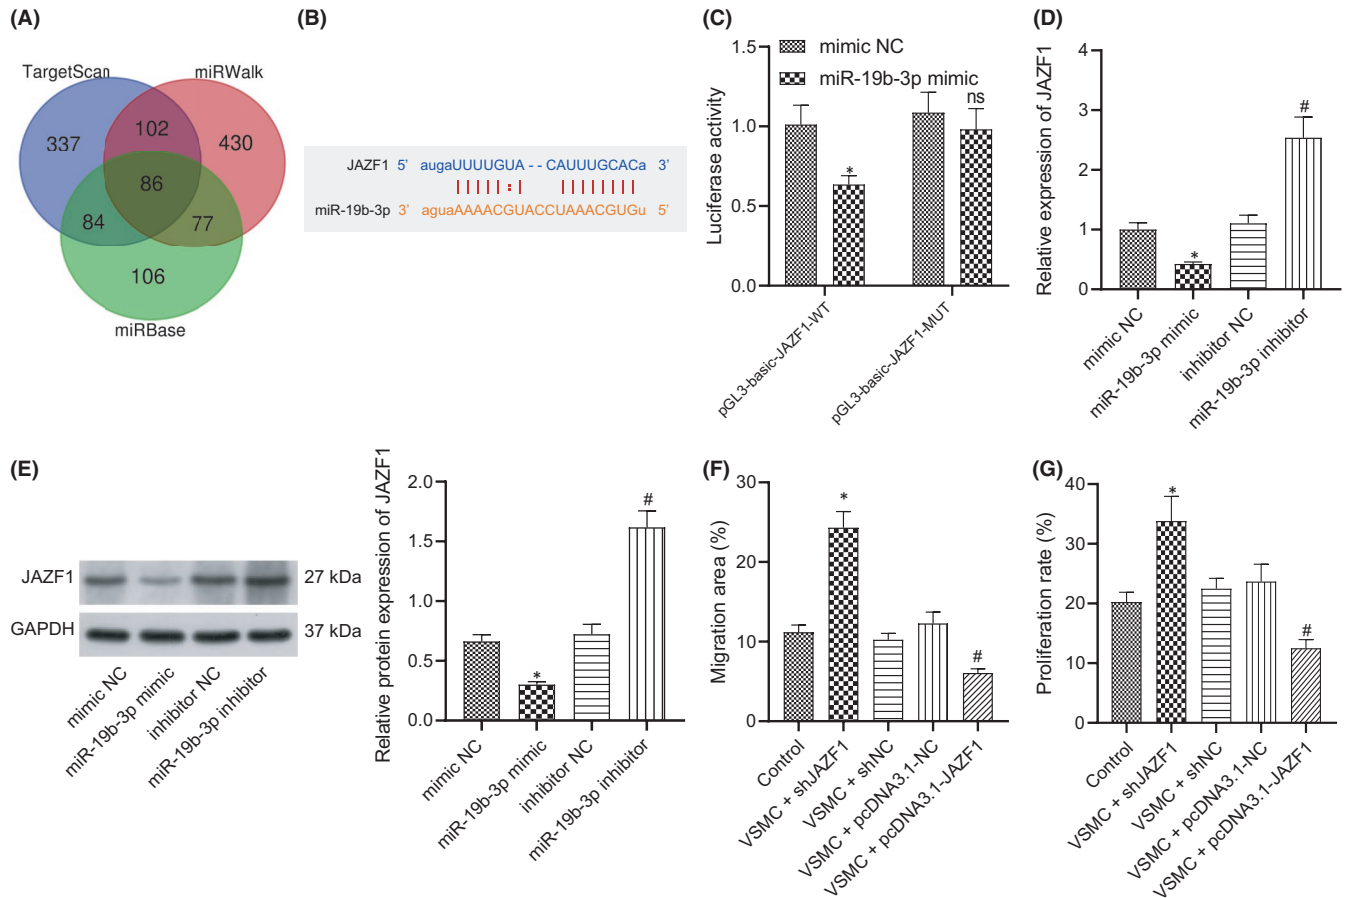 (A)
TargetScan
miRWalk
337
102
430
86
84
77
106
miRBase
(B)
JAZF1 5’ augaUUUUGUA - - CAUUUGCACa 3’
miR-19b-3p 3’ aguaAAAACGUACCUAAACGUGu 5’
(C)
mimic NC
miR-19b-3p mimic
Luciferase activity
1.5
1.0
0.5
0.0
*
ns
pGL3-basic-JAZF1-WT
pGL3-basic-JAZF1-MUT
(D)
Relative expression of JAZF1
4
3
2
1
0
*
#
mimic NC
miR-19b-3p mimic
inhibitor NC
miR-19b-3p inhibitor
(E)
JAZF1
27 kDa
GAPDH
37 kDa
mimic NC
miR-19b-3p mimic
inhibitor NC
miR-19b-3p inhibitor
Relative protein expression of JAZF1
2.0
1.5
1.0
0.5
0.0
*
#
mimic NC
miR-19b-3p mimic
inhibitor NC
miR-19b-3p inhibitor
(F)
Migration area (%)
30
20
10
0
*
#
Control
VSMC + shJAZF1
VSMC + shNC
VSMC + pcDNA3.1-NC
VSMC + pcDNA3.1-JAZF1
(G)
Proliferation rate (%)
40
30
20
10
0
*
#
Control
VSMC + shJAZF1
VSMC + shNC
VSMC + pcDNA3.1-NC
VSMC + pcDNA3.1-JAZF1